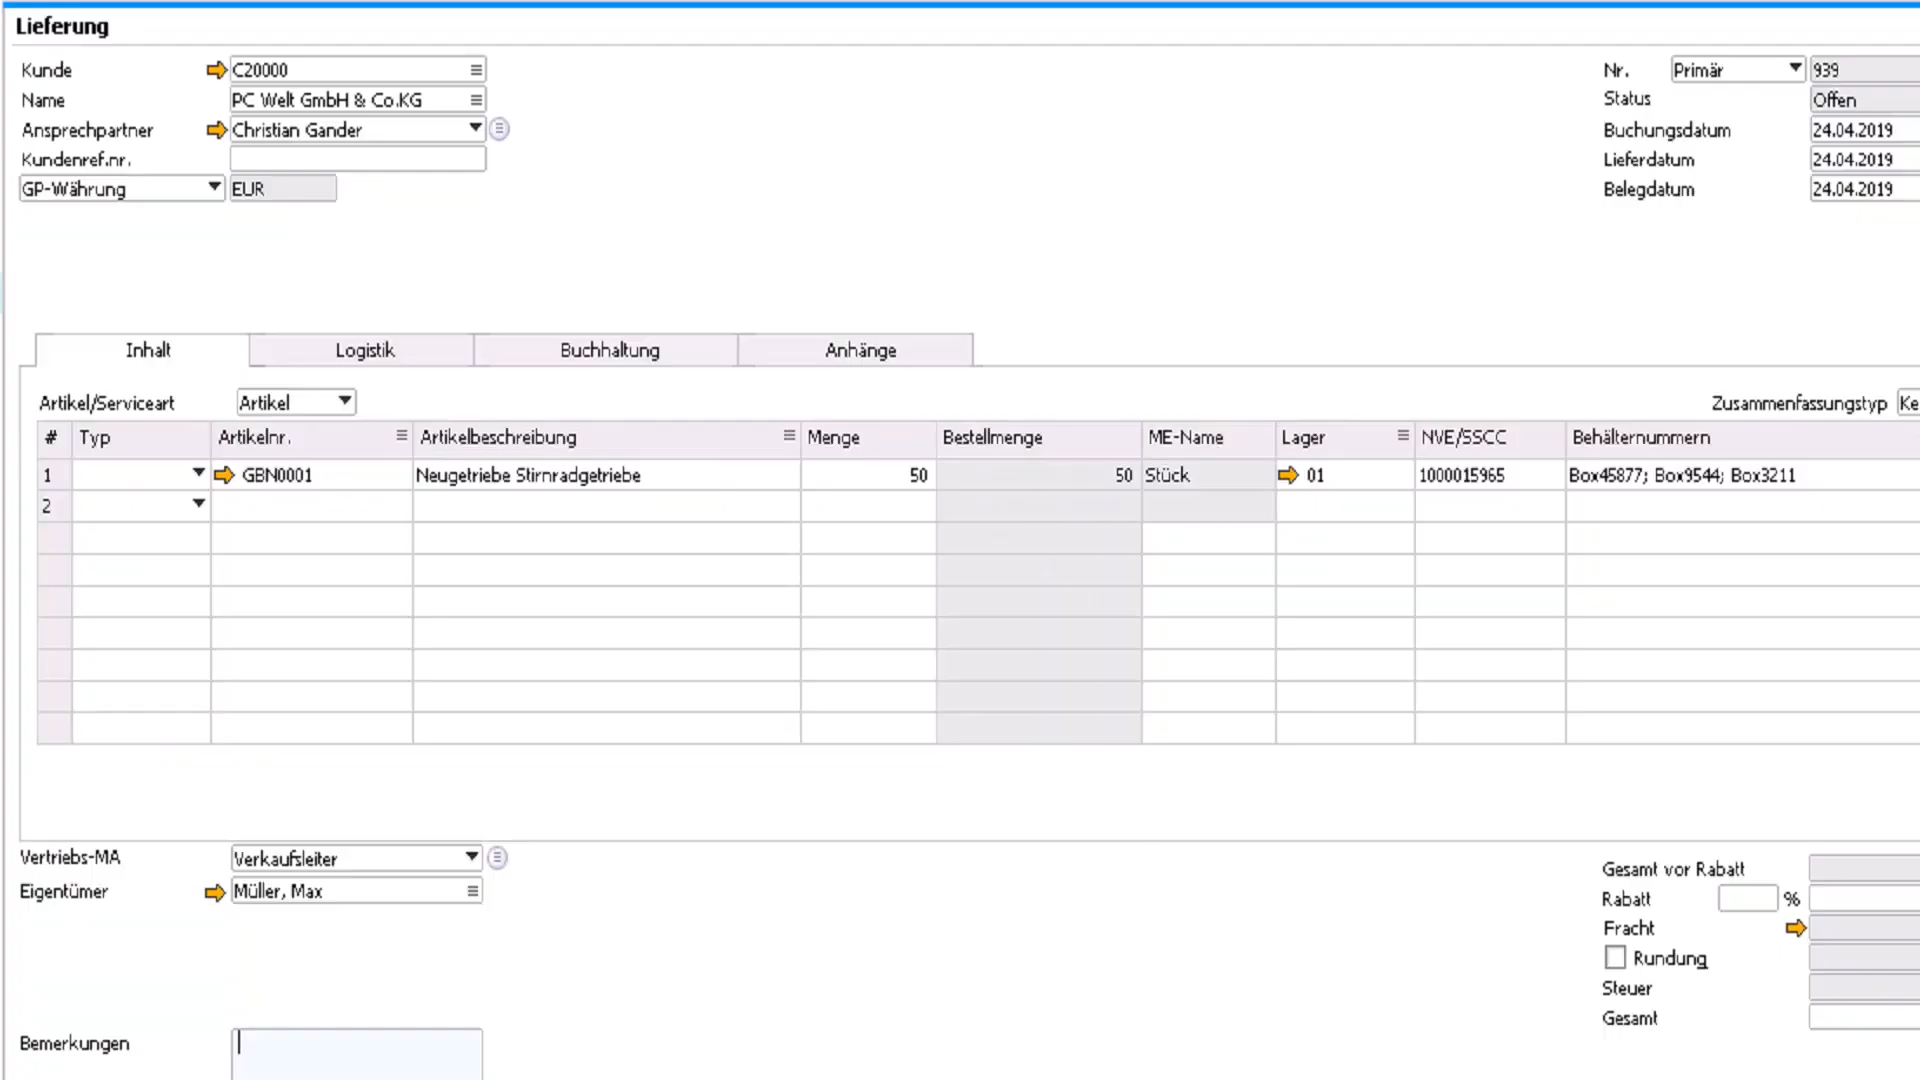 Lieferung
Kunde C20000
Name PC Welt GmbH & Co.KG
Ansprechpartner Christian Gander
Kundenref.nr.
GP-Währung EUR
Nr. Primär 939
Status Offen
Buchungsdatum 24.04.2019
Lieferdatum 24.04.2019
Belegdatum 24.04.2019
Inhalt Logistik Buchhaltung Anhänge
Artikel/Serviceart Artikel Zusammenfassungstyp Ke
# Typ Artikelnr. Artikelbeschreibung Menge Bestellmenge ME-Name Lager NVE/SSCC Behälternummern
1 GBN0001 Neugetriebe Stirnradgetriebe 50 50 Stück 01 1000015965 Box45877; Box9544; Box3211
2
Vertriebs-MA Verkaufsleiter
Eigentümer Müller, Max
Bemerkungen
Gesamt vor Rabatt
Rabatt %
Fracht
Rundung
Steuer
Gesamt